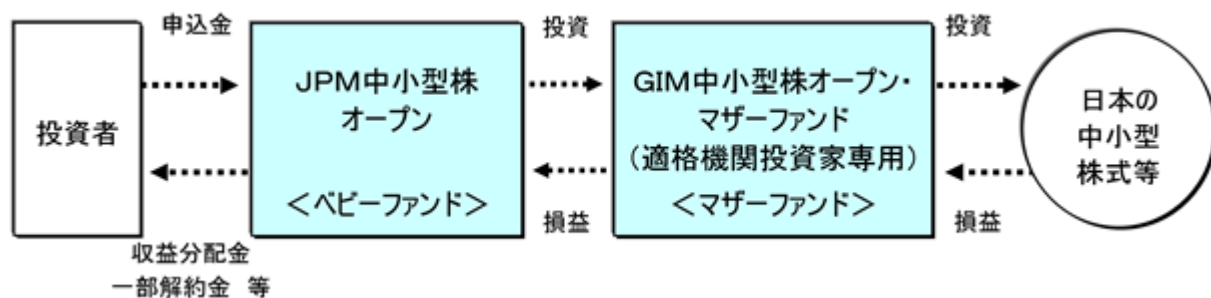 申込金
投資
投資
投資者
JPM中小型株
オープン
<ベビーファンド>
GIM中小型株オープン・
マザーファンド
(適格機関投資家専用)
<マザーファンド>
日本の
中小型
株式等
収益分配金
一部解約金 等
損益
損益